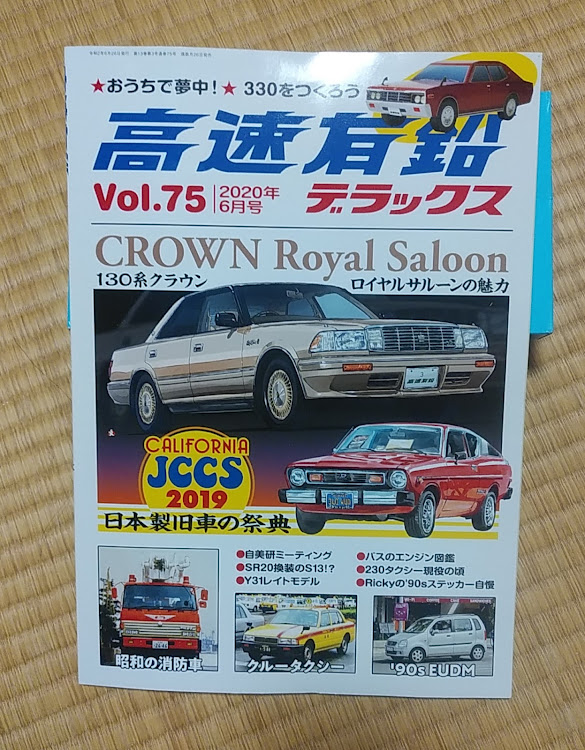 ★おうちで夢中!★ 330をつくろう
高速有鉛
Vol.75
2020年
6月号
デラックス
CROWN Royal Saloon
130系クラウン
ロイヤルサルーンの魅力
高速有鉛
CALIFORNIA
JCCS
2019
日本製旧車の祭典
●自美研ミーティング
●SR20換装のS13!?
●Y31レイトモデル
●バスのエンジン図鑑
●230タクシー現役の頃
●Rickyの'90sステッカー自慢
昭和の消防車
クルータクシー
'90s EUDM